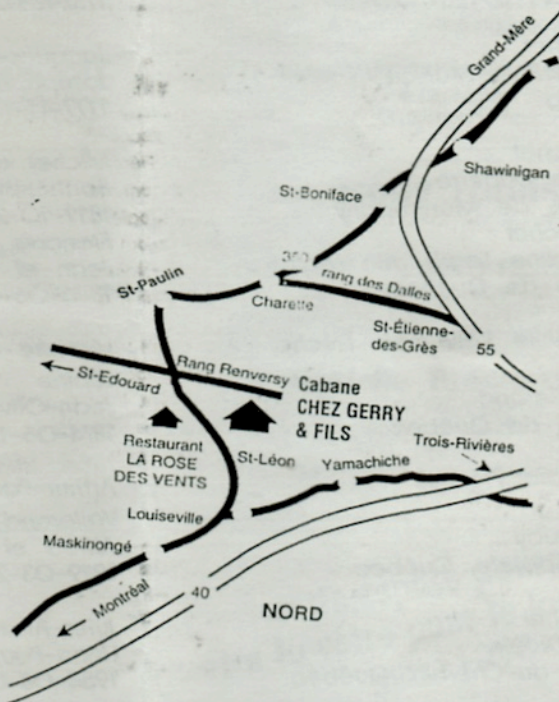 Grand-Mère
Shawinigan
St-Boniface
350
rang des Dalles
Charette
St-Paulin
St-Étienne-
des-Grès
55
Rang Renversy
St-Edouard
Cabane
CHEZ GERRY
& FILS
Restaurant
LA ROSE
DES VENTS
St-Léon
Yamachiche
Trois-Rivières
Louiseville
Maskinongé
Montréal
40
NORD